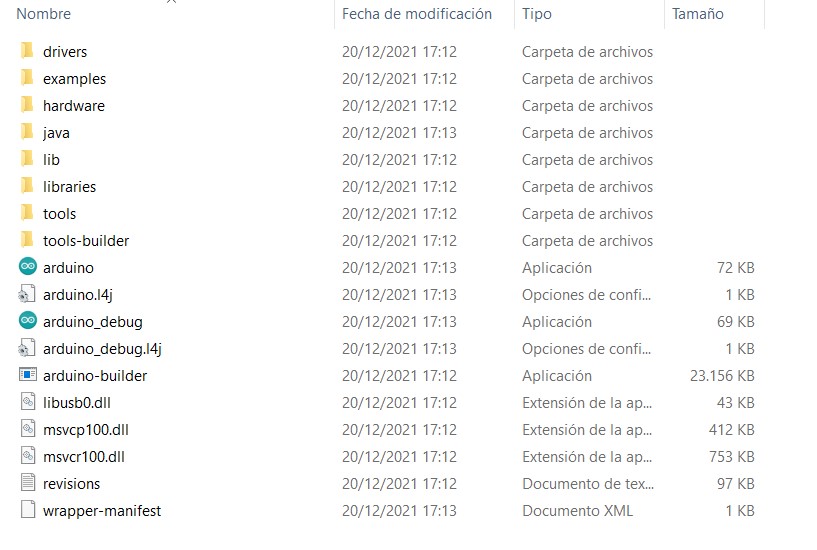 Nombre Fecha de modificación Tipo Tamaño
drivers 20/12/2021 17:12 Carpeta de archivos
examples 20/12/2021 17:12 Carpeta de archivos
hardware 20/12/2021 17:12 Carpeta de archivos
java 20/12/2021 17:13 Carpeta de archivos
lib 20/12/2021 17:12 Carpeta de archivos
libraries 20/12/2021 17:12 Carpeta de archivos
tools 20/12/2021 17:12 Carpeta de archivos
tools-builder 20/12/2021 17:12 Carpeta de archivos
arduino 20/12/2021 17:13 Aplicación 72 KB
arduino.l4j 20/12/2021 17:13 Opciones de confi... 1 KB
arduino_debug 20/12/2021 17:13 Aplicación 69 KB
arduino_debug.l4j 20/12/2021 17:13 Opciones de confi... 1 KB
arduino-builder 20/12/2021 17:12 Aplicación 23.156 KB
libusb0.dll 20/12/2021 17:12 Extensión de la ap... 43 KB
msvcp100.dll 20/12/2021 17:12 Extensión de la ap... 412 KB
msvcr100.dll 20/12/2021 17:12 Extensión de la ap... 753 KB
revisions 20/12/2021 17:12 Documento de tex... 97 KB
wrapper-manifest 20/12/2021 17:13 Documento XML 1 KB